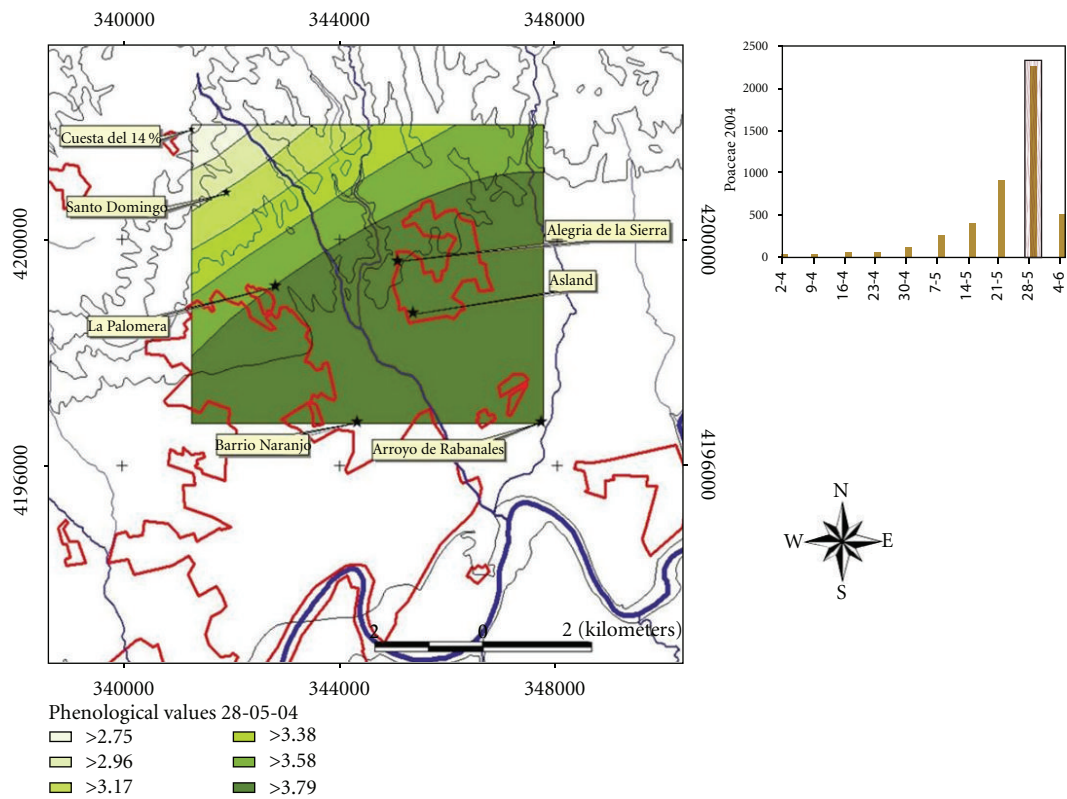 340000 344000 348000
Cuesta del 14 %
Santo Domingo
La Palomera
Alegria de la Sierra
Asland
Barrio Naranjo
Arroyo de Rabanales
4200000
4196000
4200000
4196000
2 0 2 (kilometers)
340000 344000 348000
Phenological values 28-05-04
>2.75
>2.96
>3.17
>3.38
>3.58
>3.79
Poaceae 2004
2500
2000
1500
1000
500
0
2-4
9-4
16-4
23-4
30-4
7-5
14-5
21-5
28-5
4-6
N
W E
S